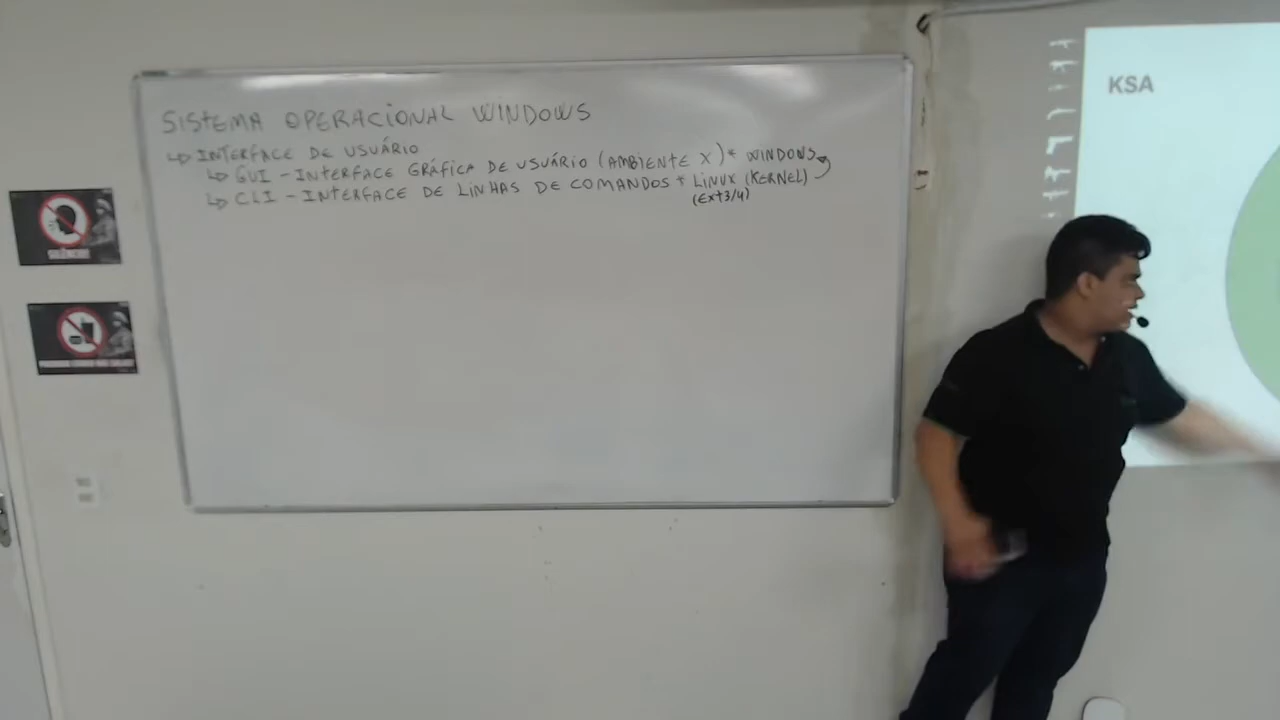 SISTEMA OPERACIONAL WINDOWS
↳ INTERFACE DE USUÁRIO
↳ GUI - INTERFACE GRÁFICA DE USUÁRIO (AMBIENTE X) * WINDOWS
↳ CLI - INTERFACE DE LINHAS DE COMANDOS * LINUX (KERNEL)
(Ext3/4)
KSA